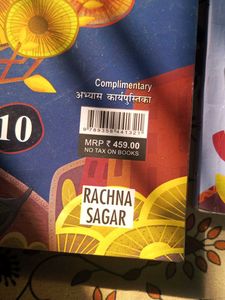 Complimentary
अभ्यास कार्यपुस्तिका
10
MRP ₹ 459.00
NO TAX ON BOOKS
RACHNA
SAGAR